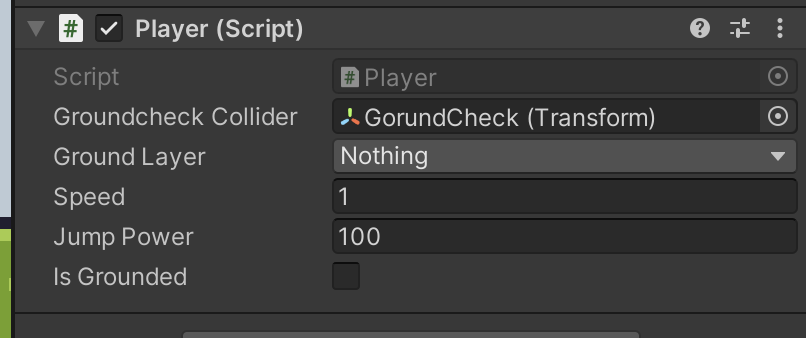 Player (Script)
Script Player
Groundcheck Collider GorundCheck (Transform)
Ground Layer Nothing
Speed 1
Jump Power 100
Is Grounded